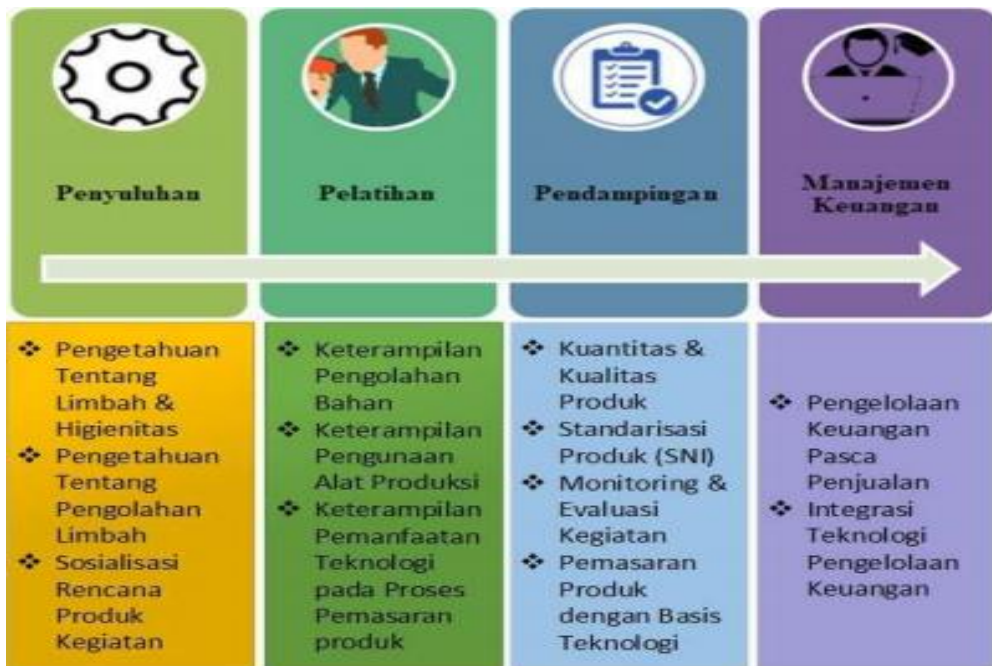 Penyuluhan
Pelatihan
Pendampingan
Manajemen
Keuangan
❖ Pengetahuan
Tentang
Limbah &
Higienitas
❖ Pengetahuan
Tentang
Pengolahan
Limbah
❖ Sosialisasi
Rencana
Produk
Kegiatan
❖ Keterampilan
Pengolahan
Bahan
❖ Keterampilan
Pengunaan
Alat Produksi
❖ Keterampilan
Pemanfaatan
Teknologi
pada Proses
Pemasaran
produk
❖ Kuantitas &
Kualitas
Produk
❖ Standarisasi
Produk (SNI)
❖ Monitoring &
Evaluasi
Kegiatan
❖ Pemasaran
Produk
dengan Basis
Teknologi
❖ Pengelolaan
Keuangan
Pasca
Penjualan
❖ Integrasi
Teknologi
Pengelolaan
Keuangan